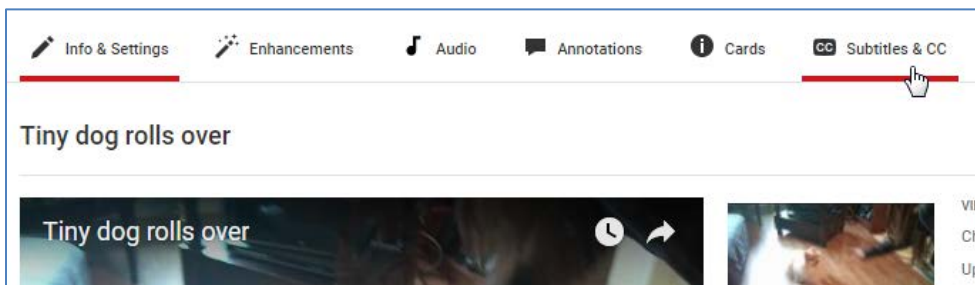 Info & Settings Enhancements Audio Annotations Cards CC Subtitles & CC
Tiny dog rolls over
Tiny dog rolls over